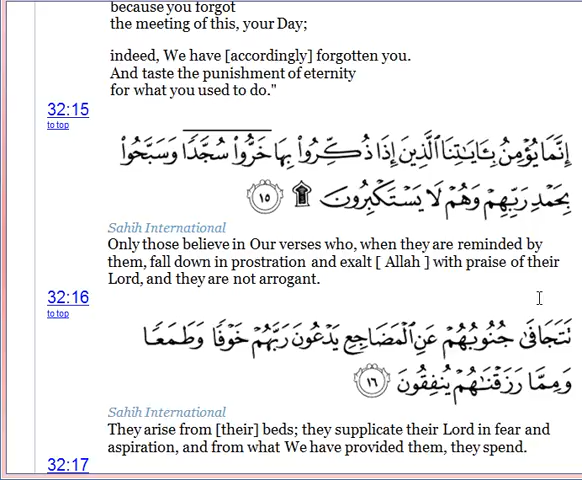 because you forgot
the meeting of this, your Day;
indeed, We have [accordingly] forgotten you.
And taste the punishment of eternity
for what you used to do."
32:15
to top
إِنَّمَا يُؤْمِنُ بِـَٔايَـٰتِنَا ٱلَّذِينَ إِذَا ذُكِّرُوا۟ بِهَا خَرُّوا۟ سُجَّدًا وَسَبَّحُوا۟
بِحَمْدِ رَبِّهِمْ وَهُمْ لَا يَسْتَكْبِرُونَ ۩ ١٥
Sahih International
Only those believe in Our verses who, when they are reminded by
them, fall down in prostration and exalt [ Allah ] with praise of their
Lord, and they are not arrogant.
32:16
to top
تَتَجَافَىٰ جُنُوبُهُمْ عَنِ ٱلْمَضَاجِعِ يَدْعُونَ رَبَّهُمْ خَوْفًا وَطَمَعًا
وَمِمَّا رَزَقْنَـٰهُمْ يُنفِقُونَ ١٦
Sahih International
They arise from [their] beds; they supplicate their Lord in fear and
aspiration, and from what We have provided them, they spend.
32:17